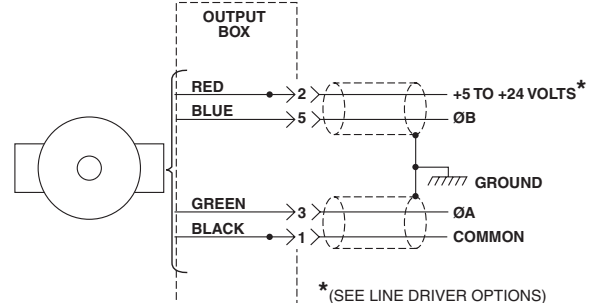 OUTPUT
BOX
RED 2 +5 TO +24 VOLTS*
BLUE 5 ØB
GROUND
GREEN 3 ØA
BLACK 1 COMMON
*(SEE LINE DRIVER OPTIONS)